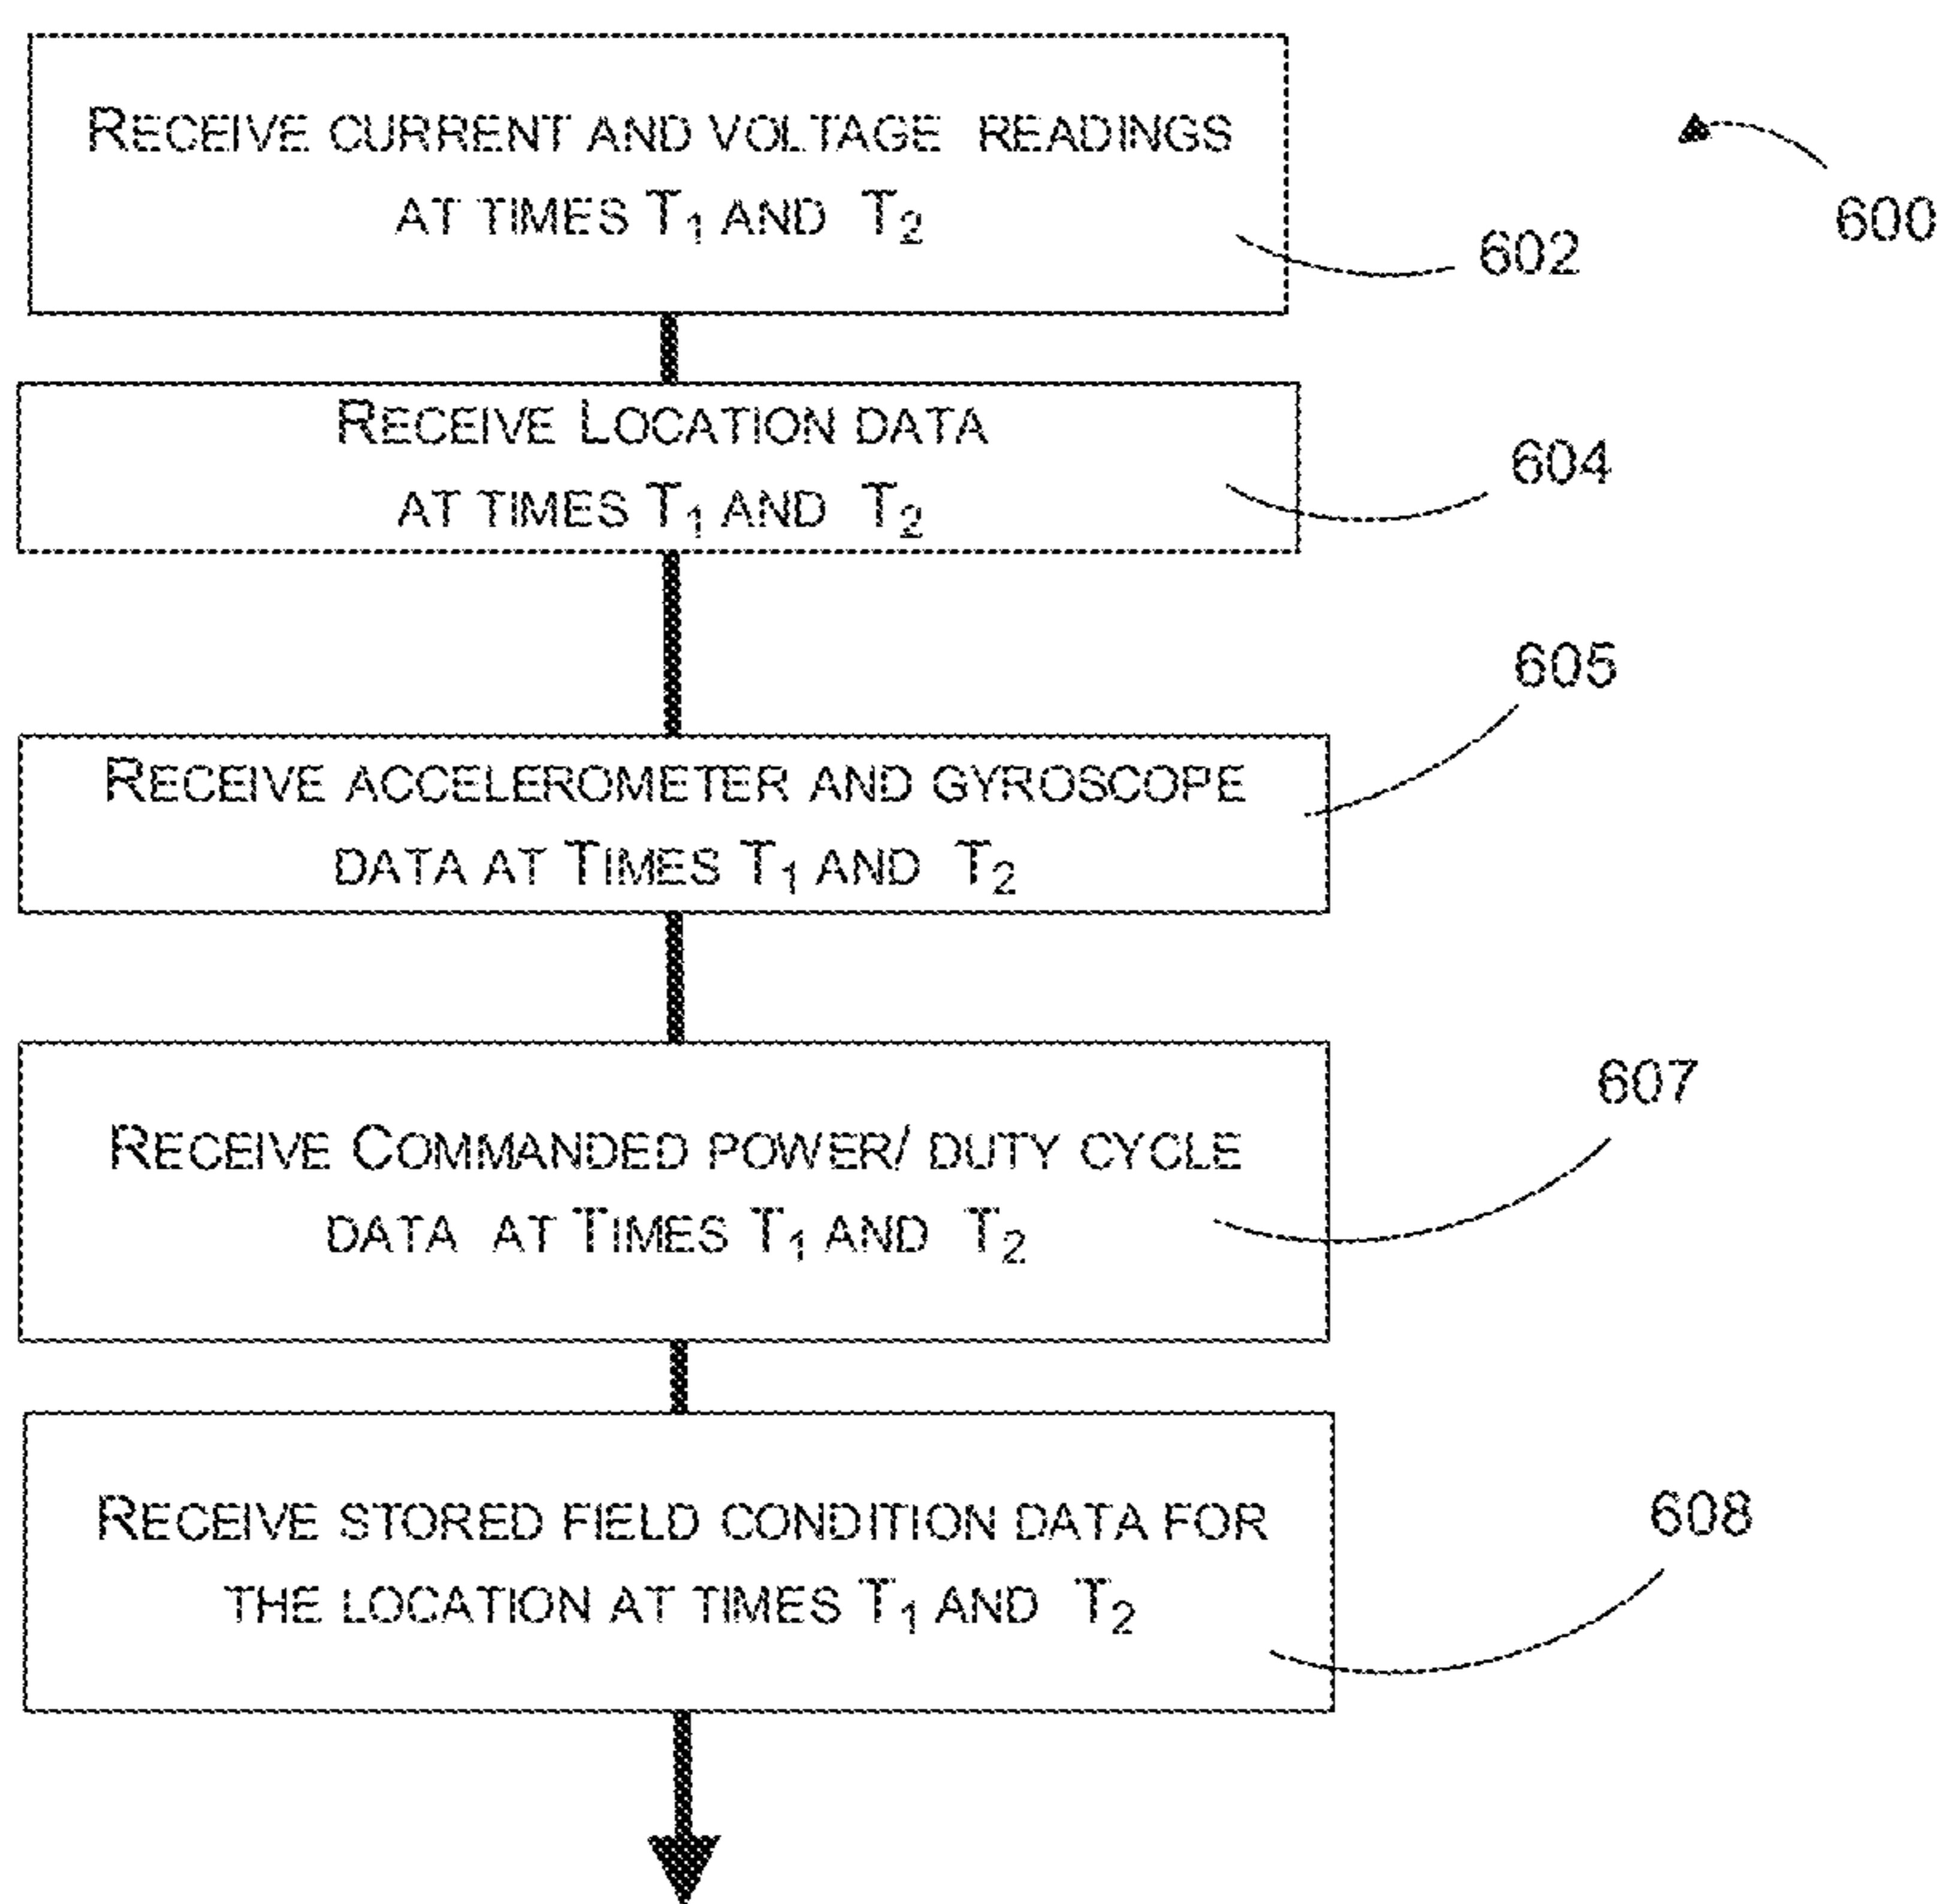 RECEIVE CURRENT AND VOLTAGE READINGS
AT TIMES T₁ AND T₂
600
602
RECEIVE LOCATION DATA
AT TIMES T₁ AND T₂
604
605
RECEIVE ACCELEROMETER AND GYROSCOPE
DATA AT TIMES T₁ AND T₂
607
RECEIVE COMMANDED POWER/ DUTY CYCLE
DATA AT TIMES T₁ AND T₂
608
RECEIVE STORED FIELD CONDITION DATA FOR
THE LOCATION AT TIMES T₁ AND T₂